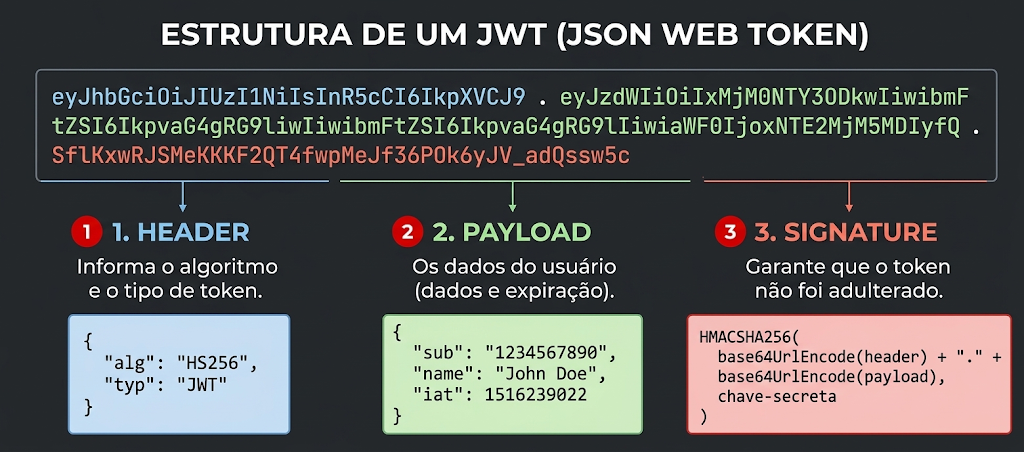 ESTRUTURA DE UM JWT (JSON WEB TOKEN)
eyJhbGciOiJIUzI1NiIsInR5cCI6IkpXVCJ9 . eyJzdWIiOiIxMjM0NTY3ODkwIiwibmF
tZSI6IkpvaG4gRG9liwIiwibmFtZSI6IkpvaG4gRG9lIiwiaWF0IjoxNTE2MjM5MDIyfQ .
SflKxwRJSMeKKKF2QT4fwpMeJf36POk6yJV_adQssw5c
1 1. HEADER
Informa o algoritmo
e o tipo de token.
{
"alg": "HS256",
"typ": "JWT"
}
2 2. PAYLOAD
Os dados do usuário
(dados e expiração).
{
"sub": "1234567890",
"name": "John Doe",
"iat": 1516239022
}
3 3. SIGNATURE
Garante que o token
não foi adulterado.
HMACSHA256(
base64UrlEncode(header) + "." +
base64UrlEncode(payload),
chave-secreta
)